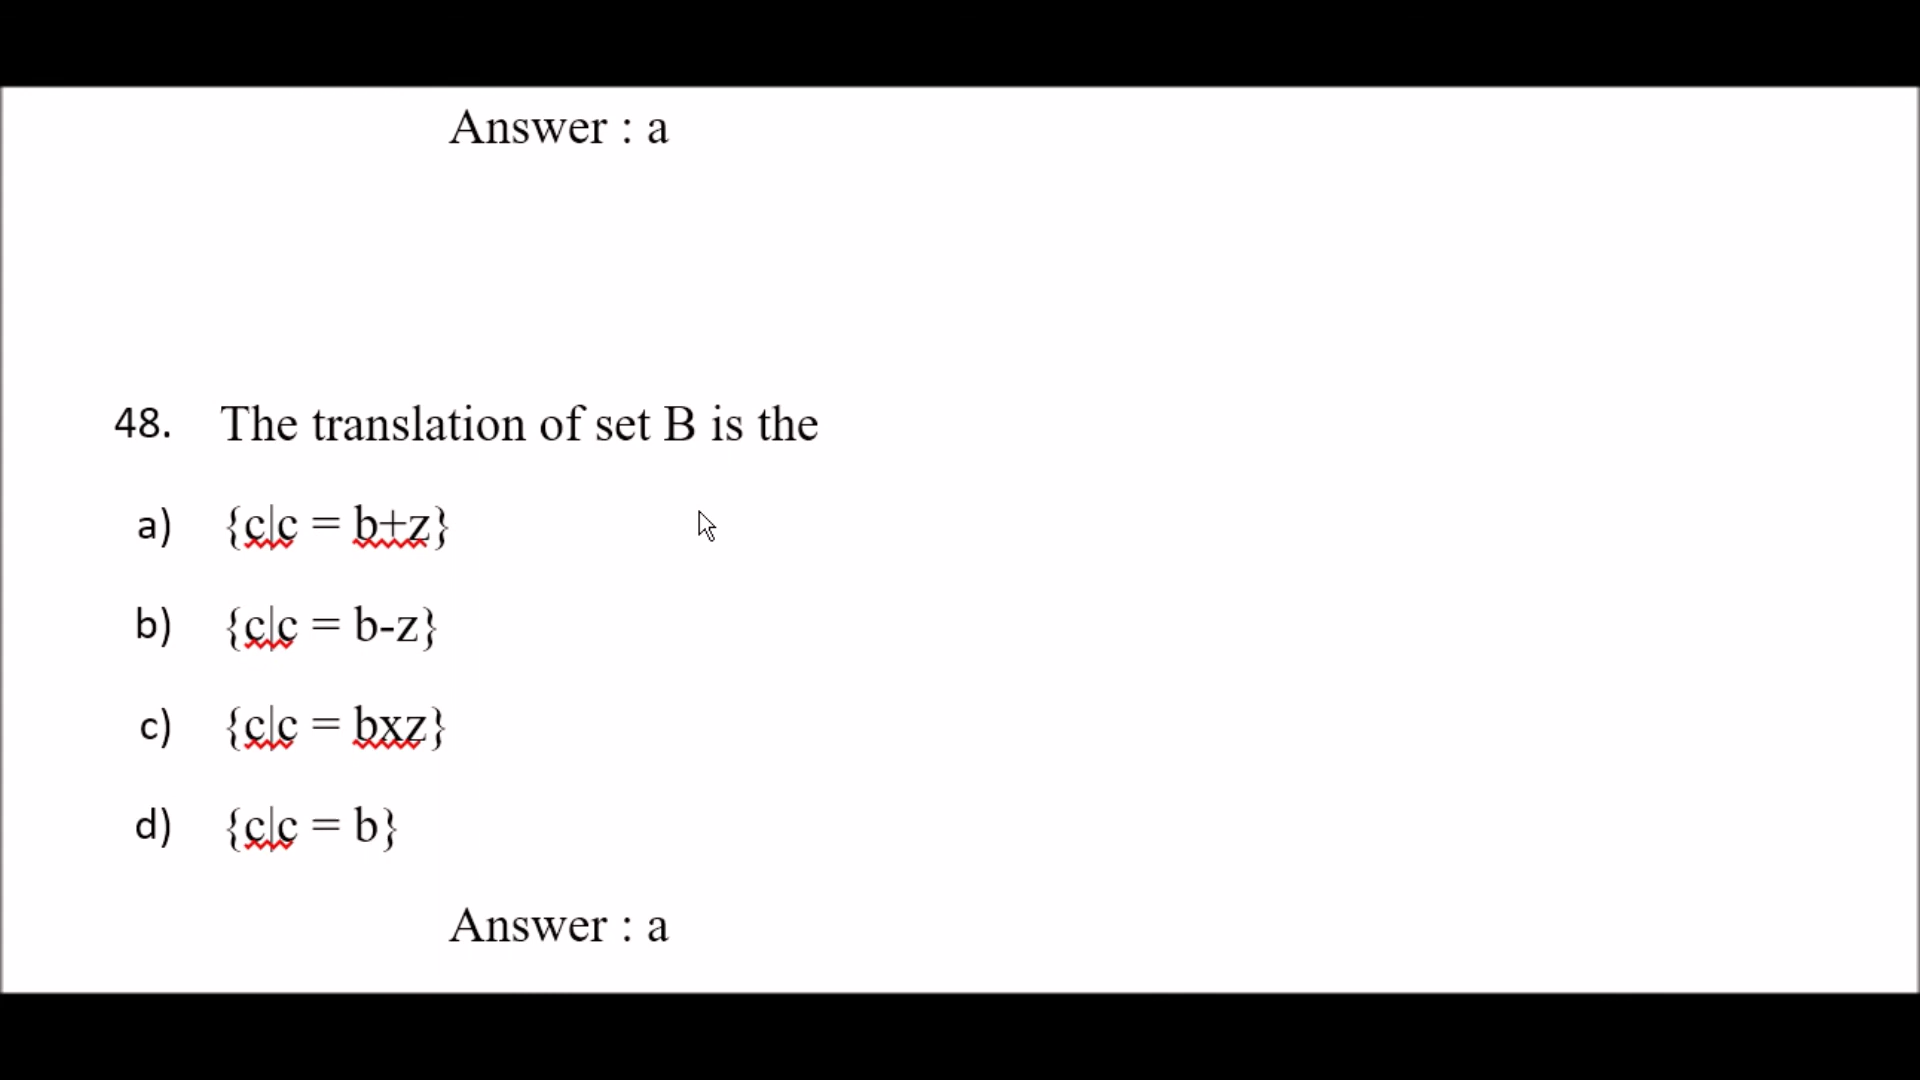 Answer : a
48. The translation of set B is the
a) {c|c = b+z}
b) {c|c = b-z}
c) {c|c = bxz}
d) {c|c = b}
Answer : a